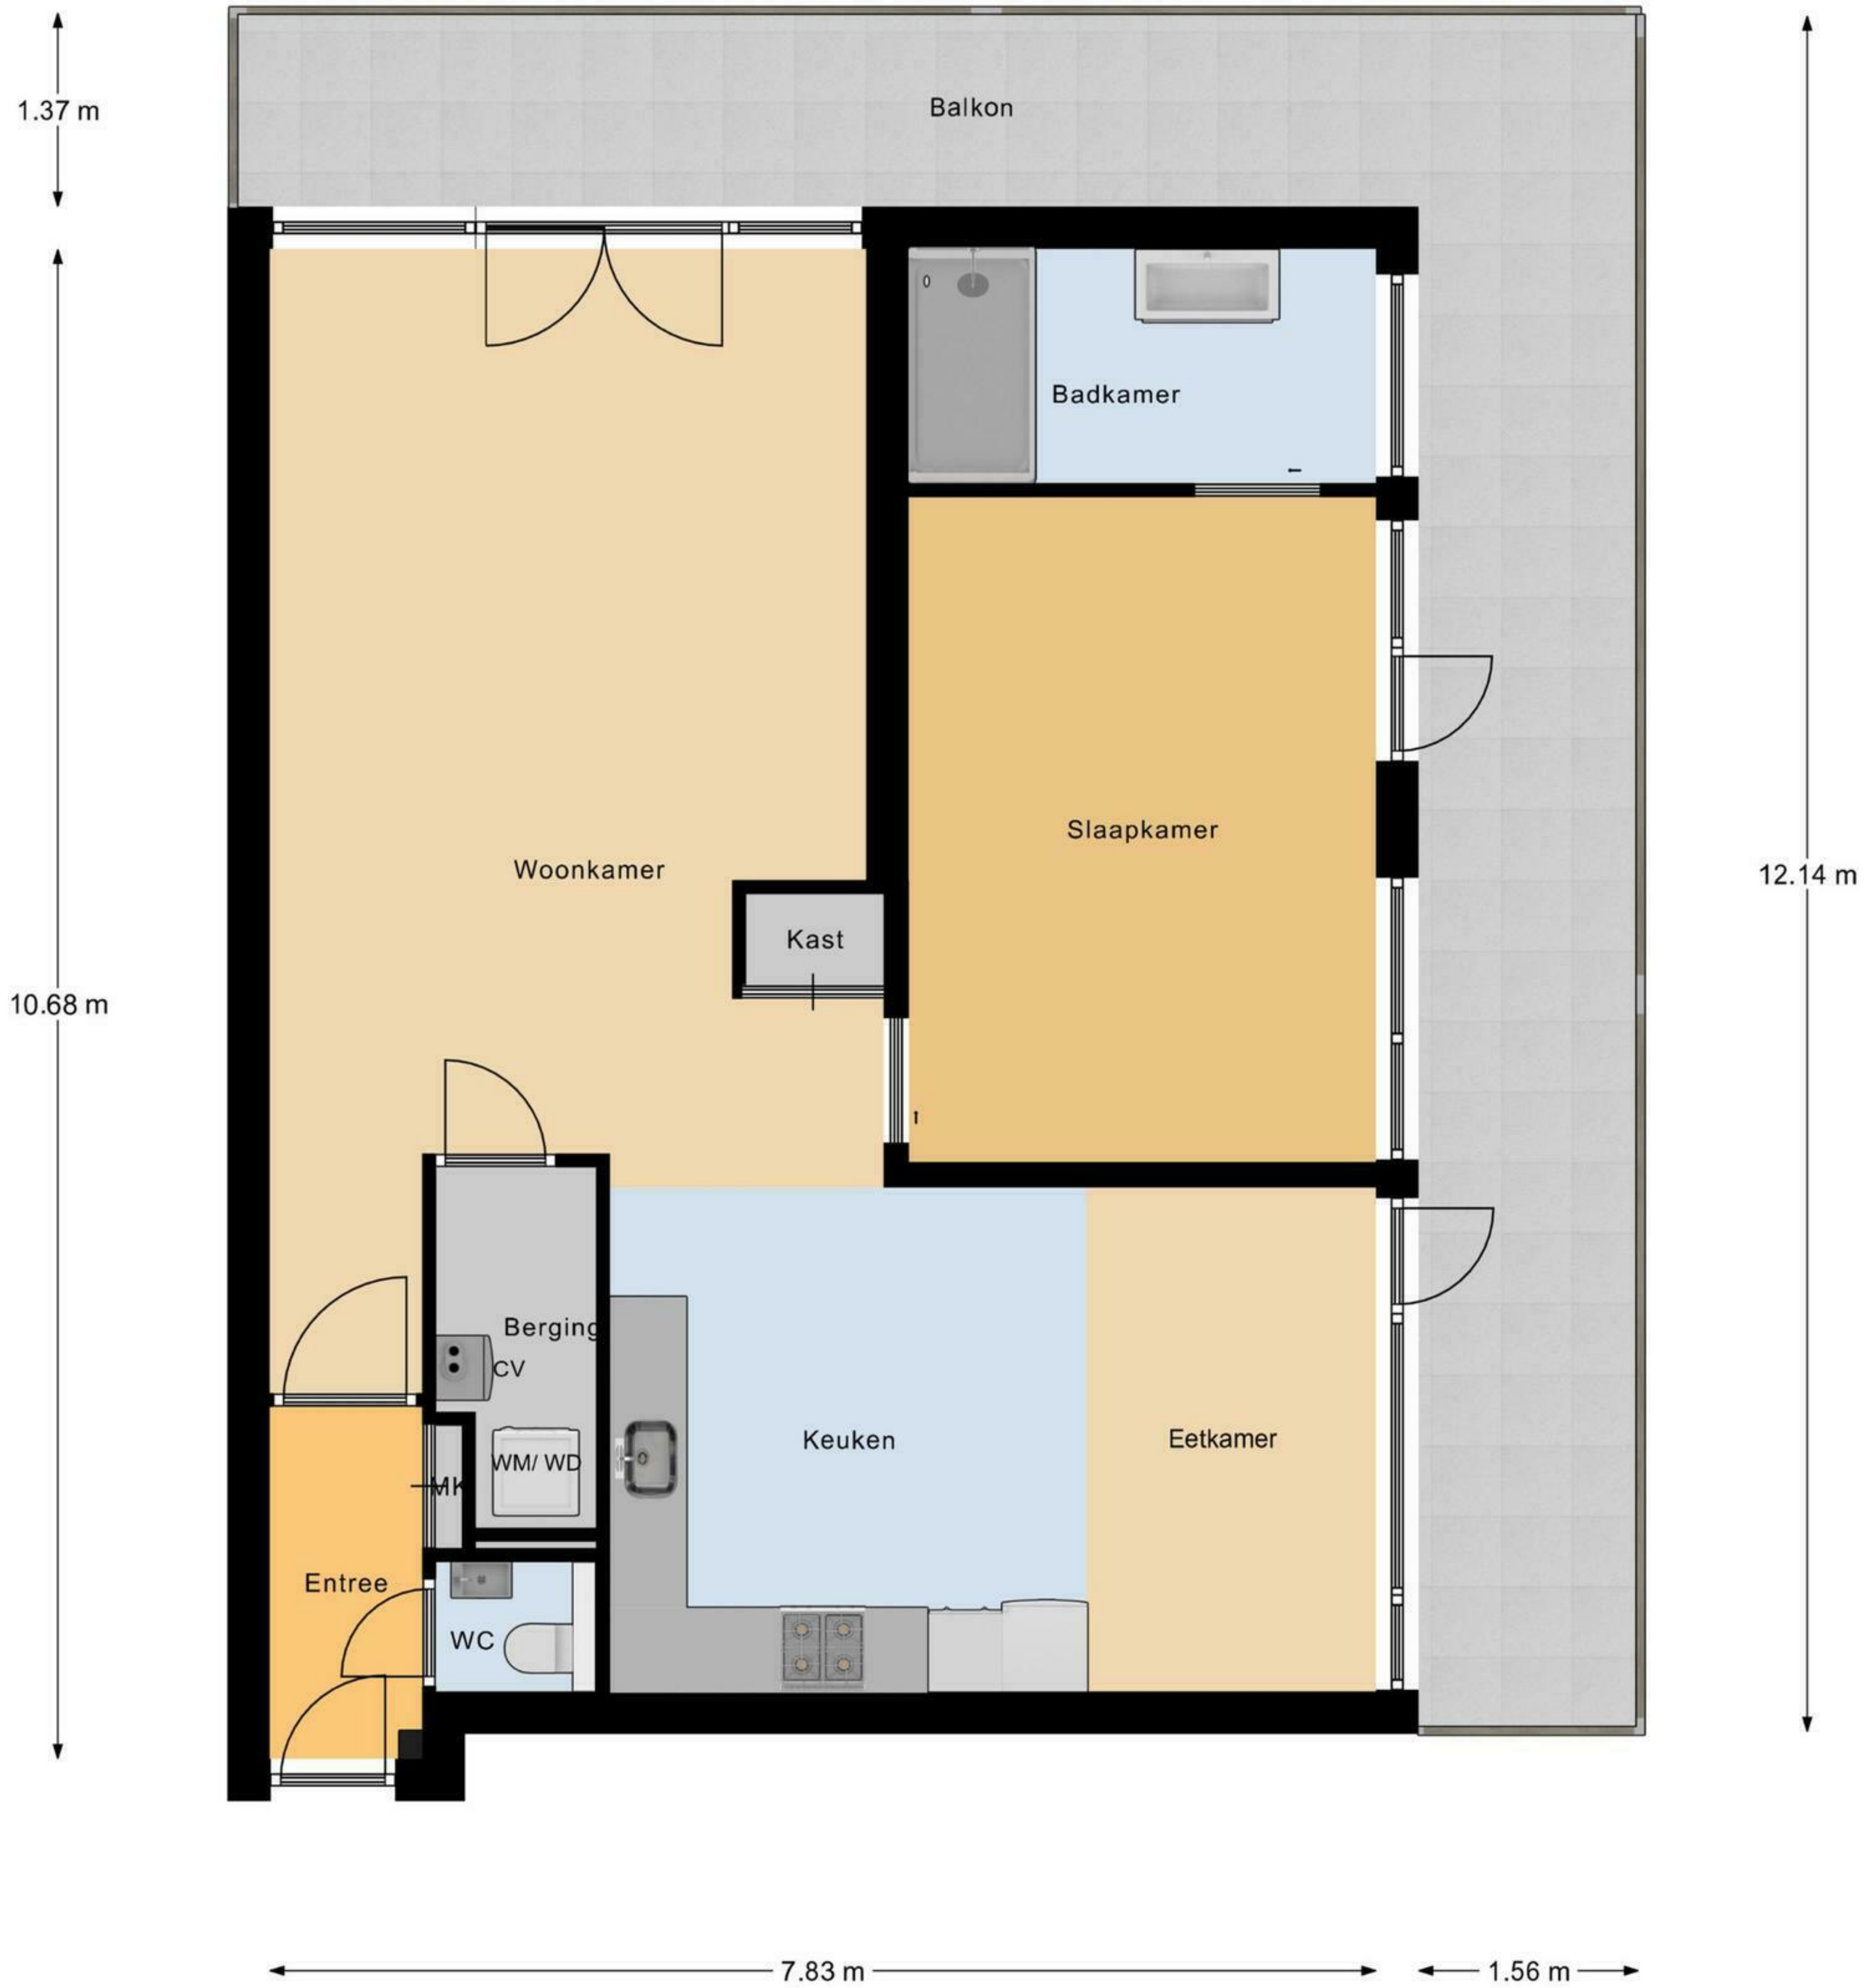 Balkon
1.37 m
Badkamer
Slaapkamer
Woonkamer
12.14 m
Kast
10.68 m
Berging
CV
Keuken
Eetkamer
WM/ WD
MK
Entree
WC
7.83 m
1.56 m